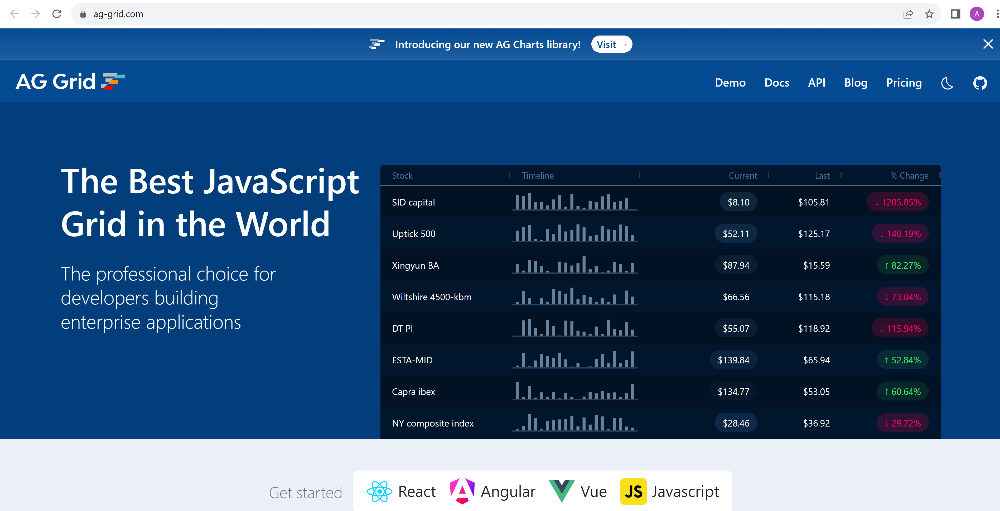 ag-grid.com
A
Introducing our new AG Charts library!
Visit →
AG Grid
Demo Docs API Blog Pricing
The Best JavaScript
Grid in the World
The professional choice for
developers building
enterprise applications
Stock Timeline Current Last % Change
SID capital $8.10 $105.81 ↓ 1205.85%
Uptick 500 $52.11 $125.17 ↓ 140.19%
Xingyun BA $87.94 $15.59 ↑ 82.27%
Wiltshire 4500-kbm $66.56 $115.18 ↓ 73.04%
DT PI $55.07 $118.92 ↓ 115.94%
ESTA-MID $139.84 $65.94 ↑ 52.84%
Capra ibex $134.77 $53.05 ↑ 60.64%
NY composite index $28.46 $36.92 ↓ 29.72%
Get started
React
Angular
Vue
JS Javascript